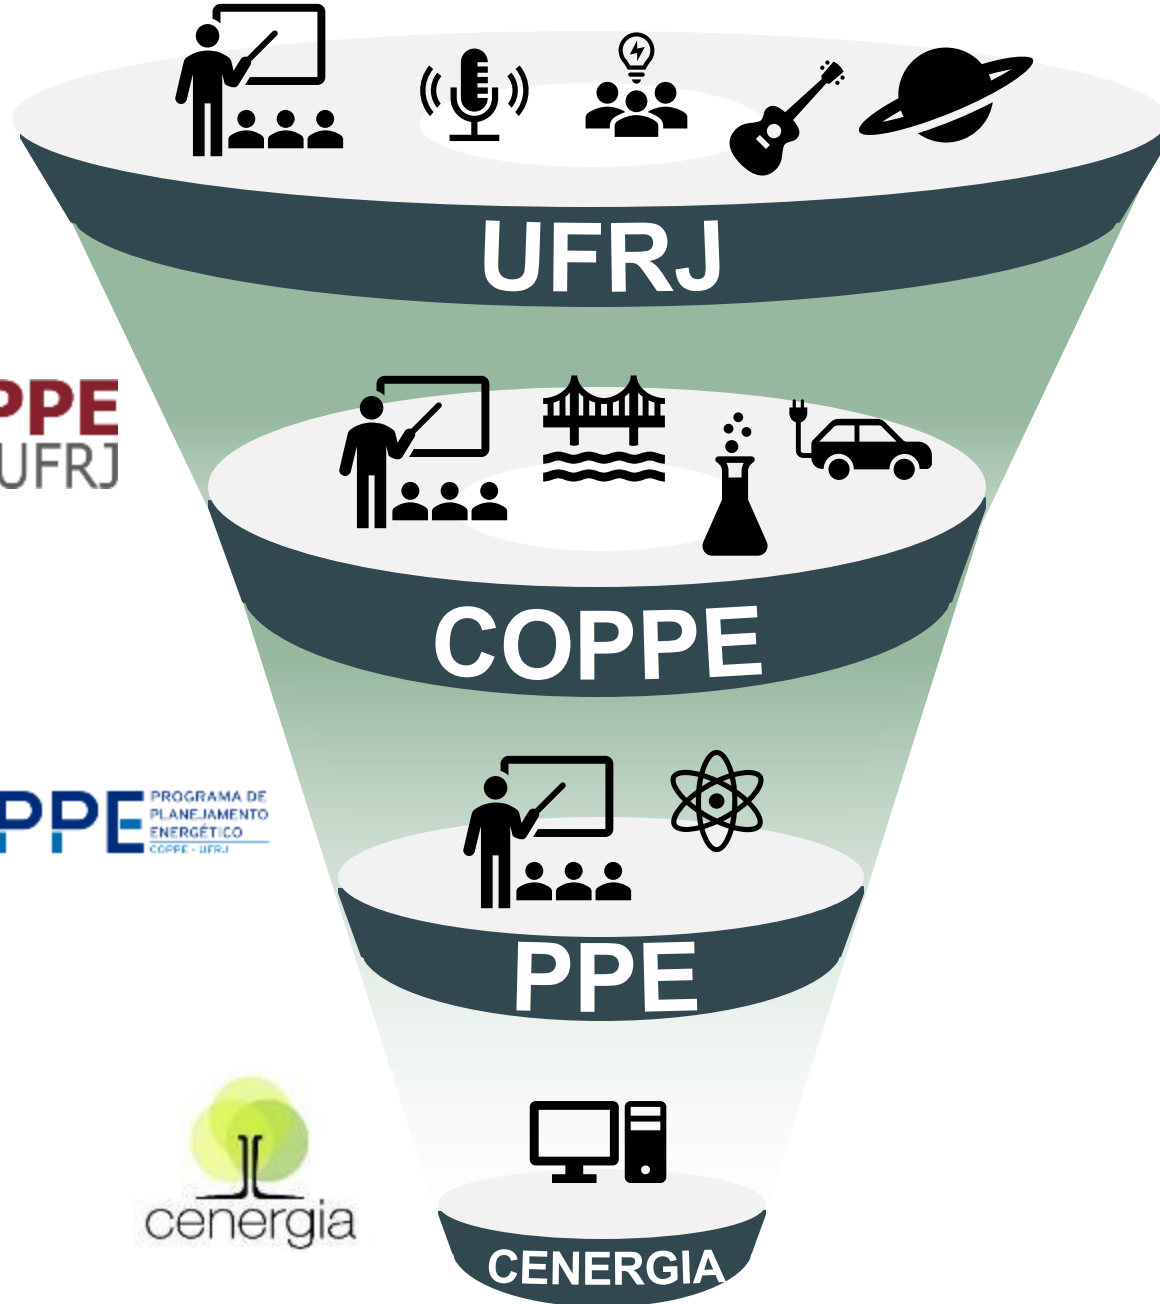 UFRJ
PPE
UFRJ
COPPE
PPE
PROGRAMA DE
PLANEJAMENTO
ENERGÉTICO
COPPE - UFRJ
PPE
cenergia
CENERGIA